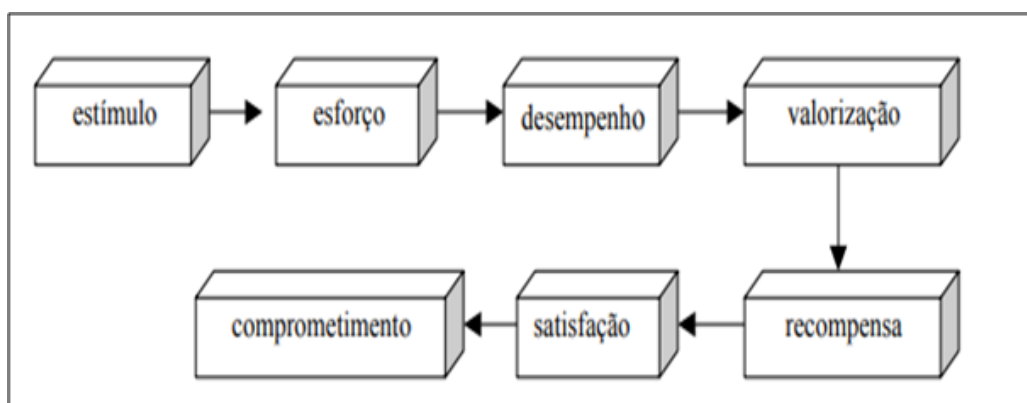 estímulo
esforço
desempenho
valorização
recompensa
satisfação
comprometimento